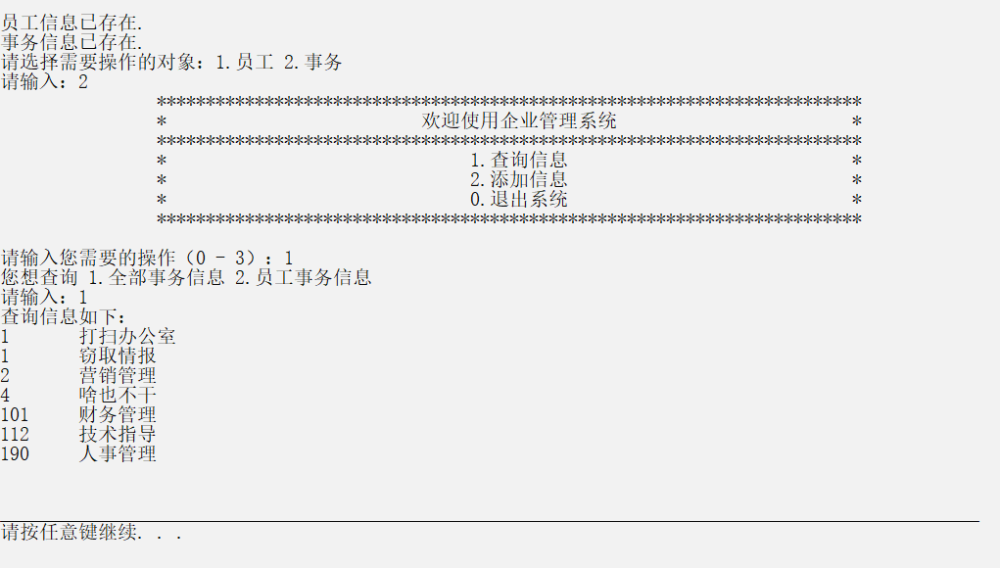 员工信息已存在.
事务信息已存在.
请选择需要操作的对象：1.员工 2.事务
请输入：2
************************************************************************
* 欢迎使用企业管理系统 *
************************************************************************
* 1.查询信息 *
* 2.添加信息 *
* 0.退出系统 *
************************************************************************
请输入您需要的操作（0 - 3）：1
您想查询 1.全部事务信息 2.员工事务信息
请输入：1
查询信息如下：
1 打扫办公室
1 窃取情报
2 营销管理
4 啥也不干
101 财务管理
112 技术指导
190 人事管理
请按任意键继续. . .